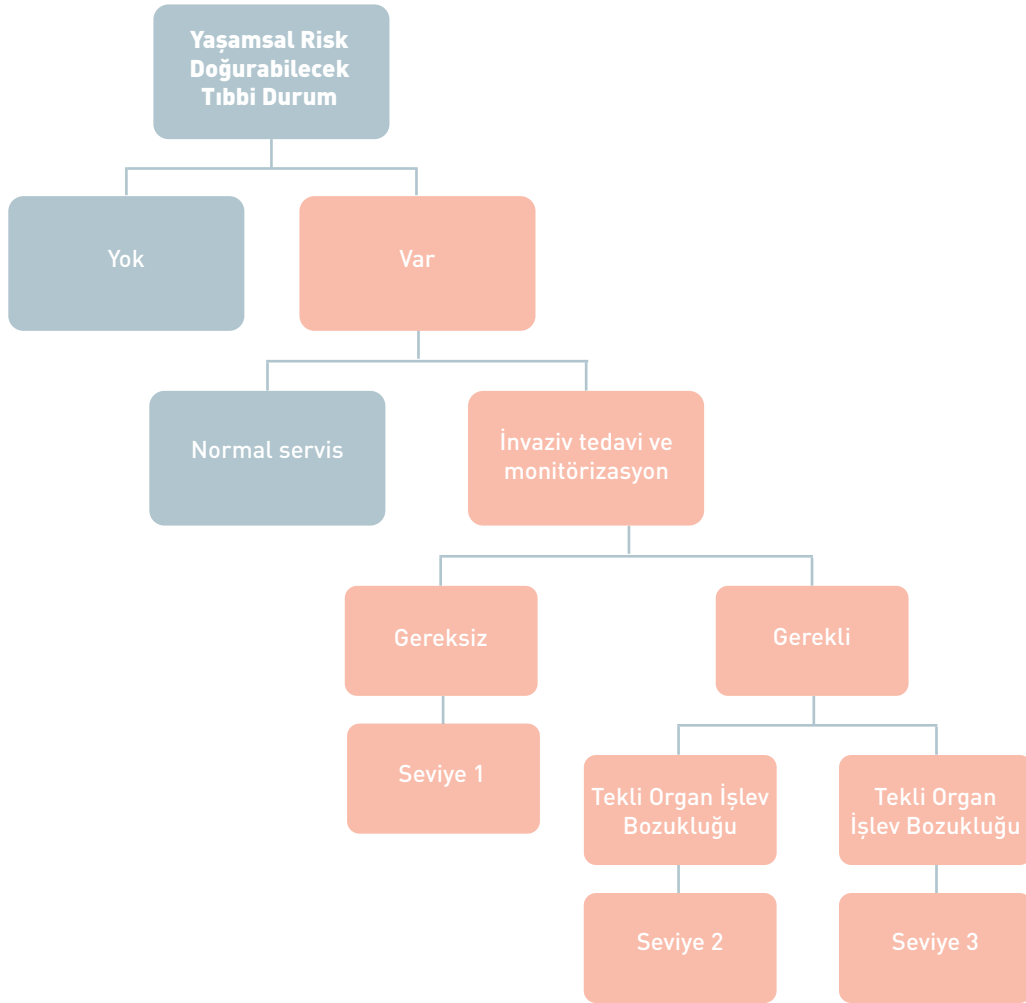 Yaşamsal Risk
Doğurabilecek
Tıbbi Durum
Yok
Var
Normal servis
İnvaziv tedavi ve
monitörizasyon
Gereksiz
Gerekli
Seviye 1
Tekli Organ İşlev
Bozukluğu
Tekli Organ
İşlev Bozukluğu
Seviye 2
Seviye 3